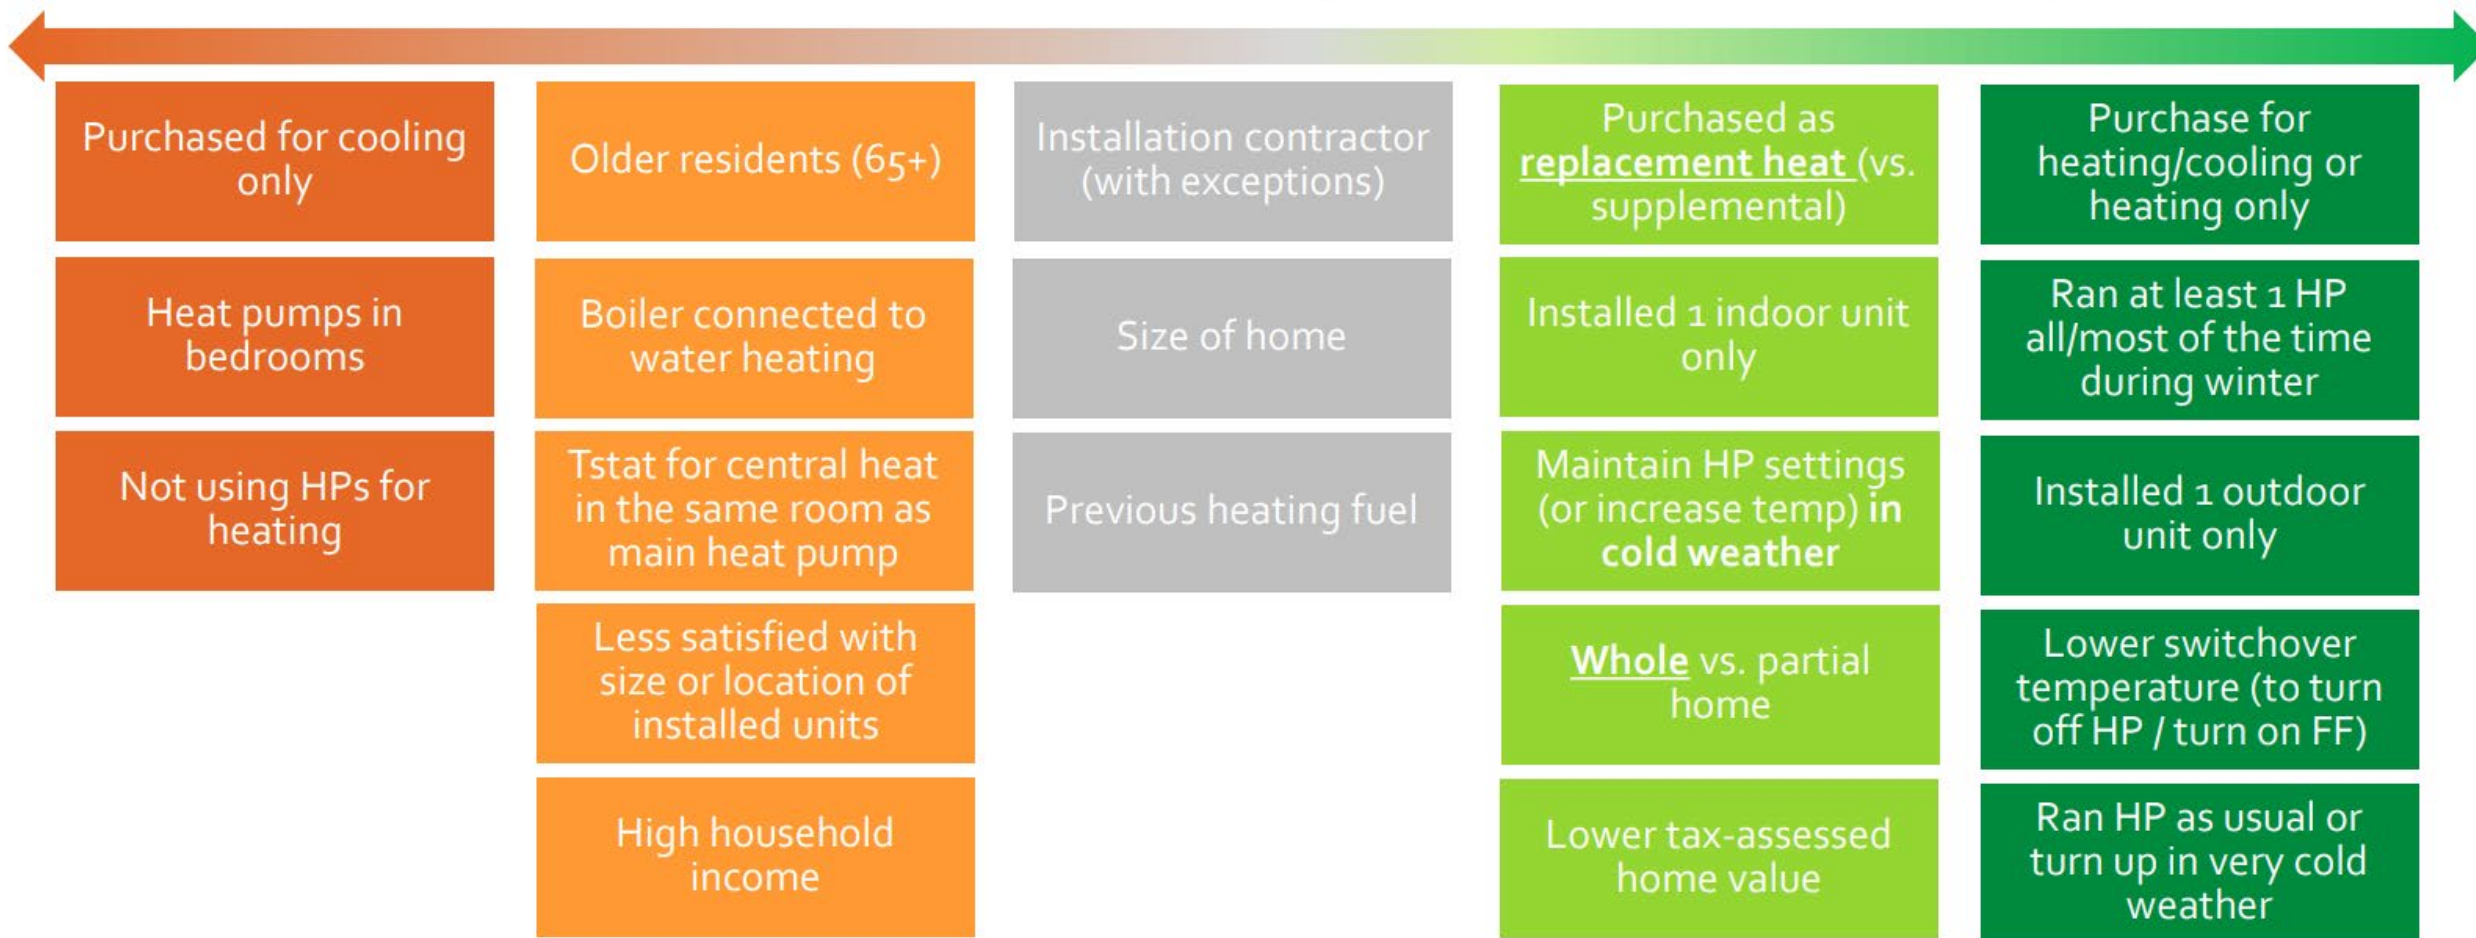 Purchased for cooling
only
Heat pumps in
bedrooms
Not using HPs for
heating
Older residents (65+)
Boiler connected to
water heating
Tstat for central heat
in the same room as
main heat pump
Less satisfied with
size or location of
installed units
High household
income
Installation contractor
(with exceptions)
Size of home
Previous heating fuel
Purchased as
replacement heat (vs.
supplemental)
Installed 1 indoor unit
only
Maintain HP settings
(or increase temp) in
cold weather
Whole vs. partial
home
Lower tax-assessed
home value
Purchase for
heating/cooling or
heating only
Ran at least 1 HP
all/most of the time
during winter
Installed 1 outdoor
unit only
Lower switchover
temperature (to turn
off HP / turn on FF)
Ran HP as usual or
turn up in very cold
weather